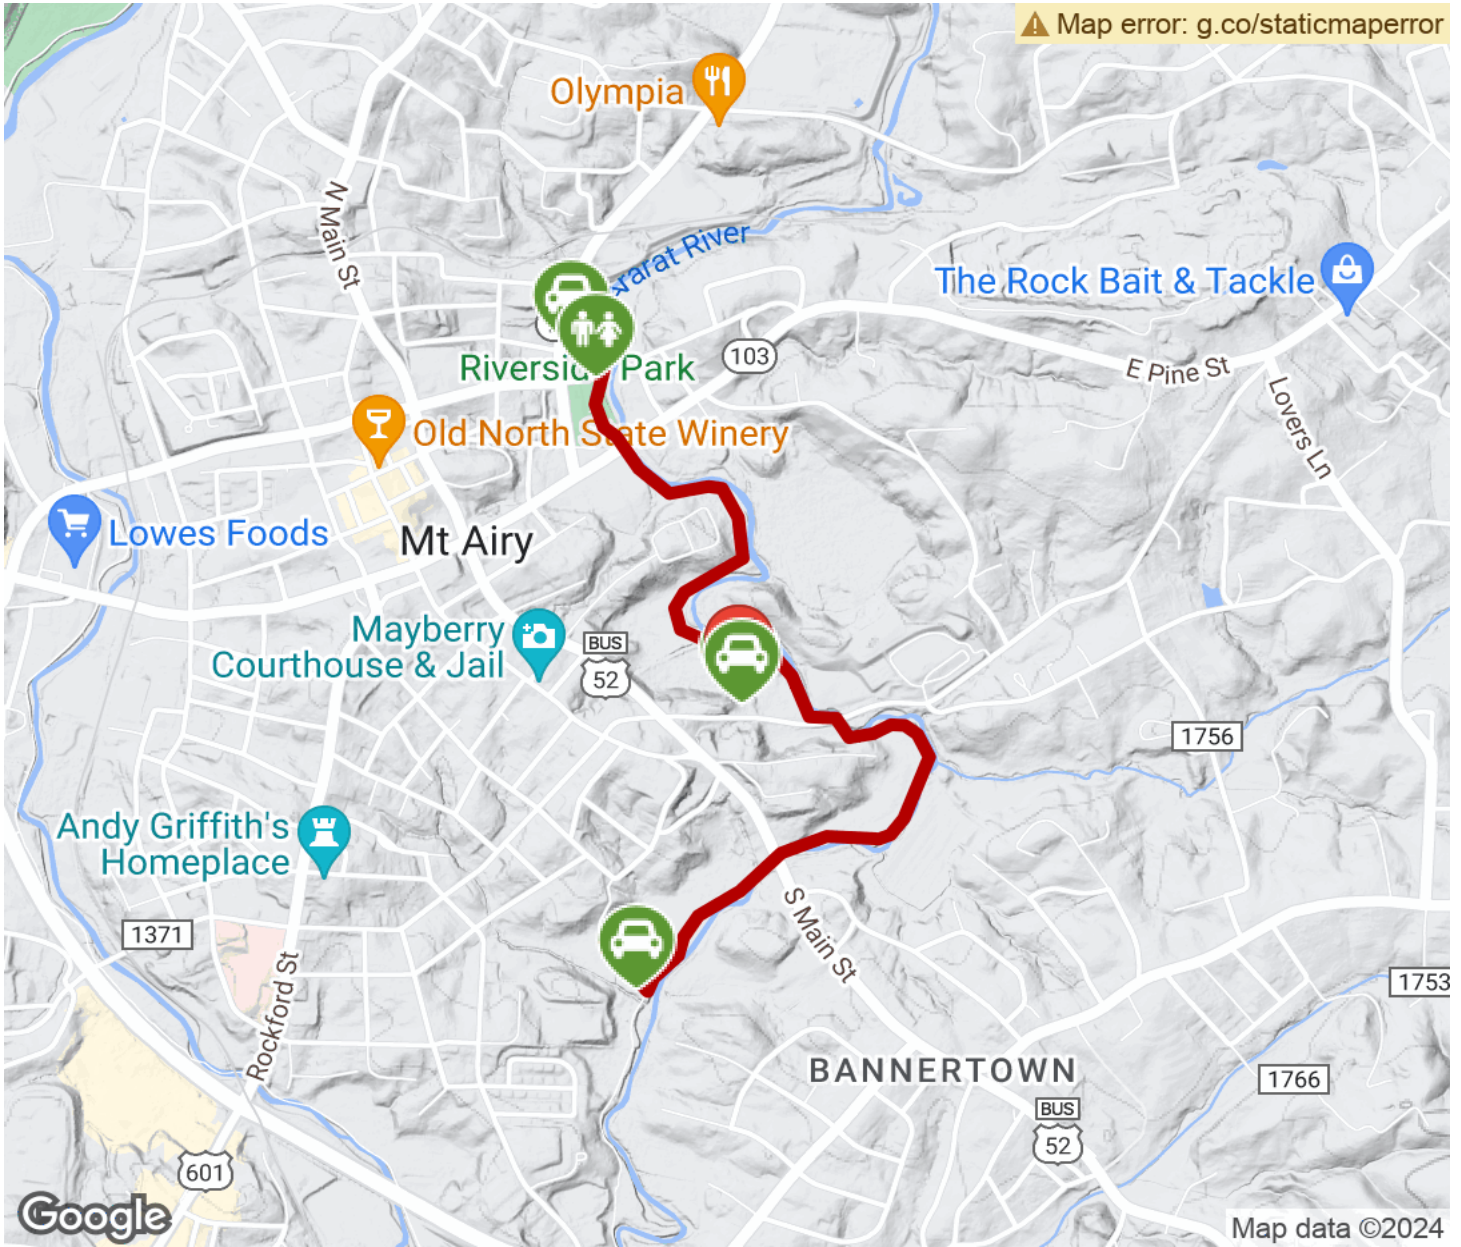 Map error: g.co/staticmaperror
Olympia
N Main St
rarat River
The Rock Bait & Tackle
103
Riversid Park
E Pine St
Lovers Ln
Old North State Winery
Lowes Foods
Mt Airy
Mayberry
Courthouse & Jail
BUS
52
1756
Andy Griffith's
Homeplace
1371
S Main St
Rockford St
1753
BANNERTOWN
1766
BUS
52
601
Google
Map data ©2024